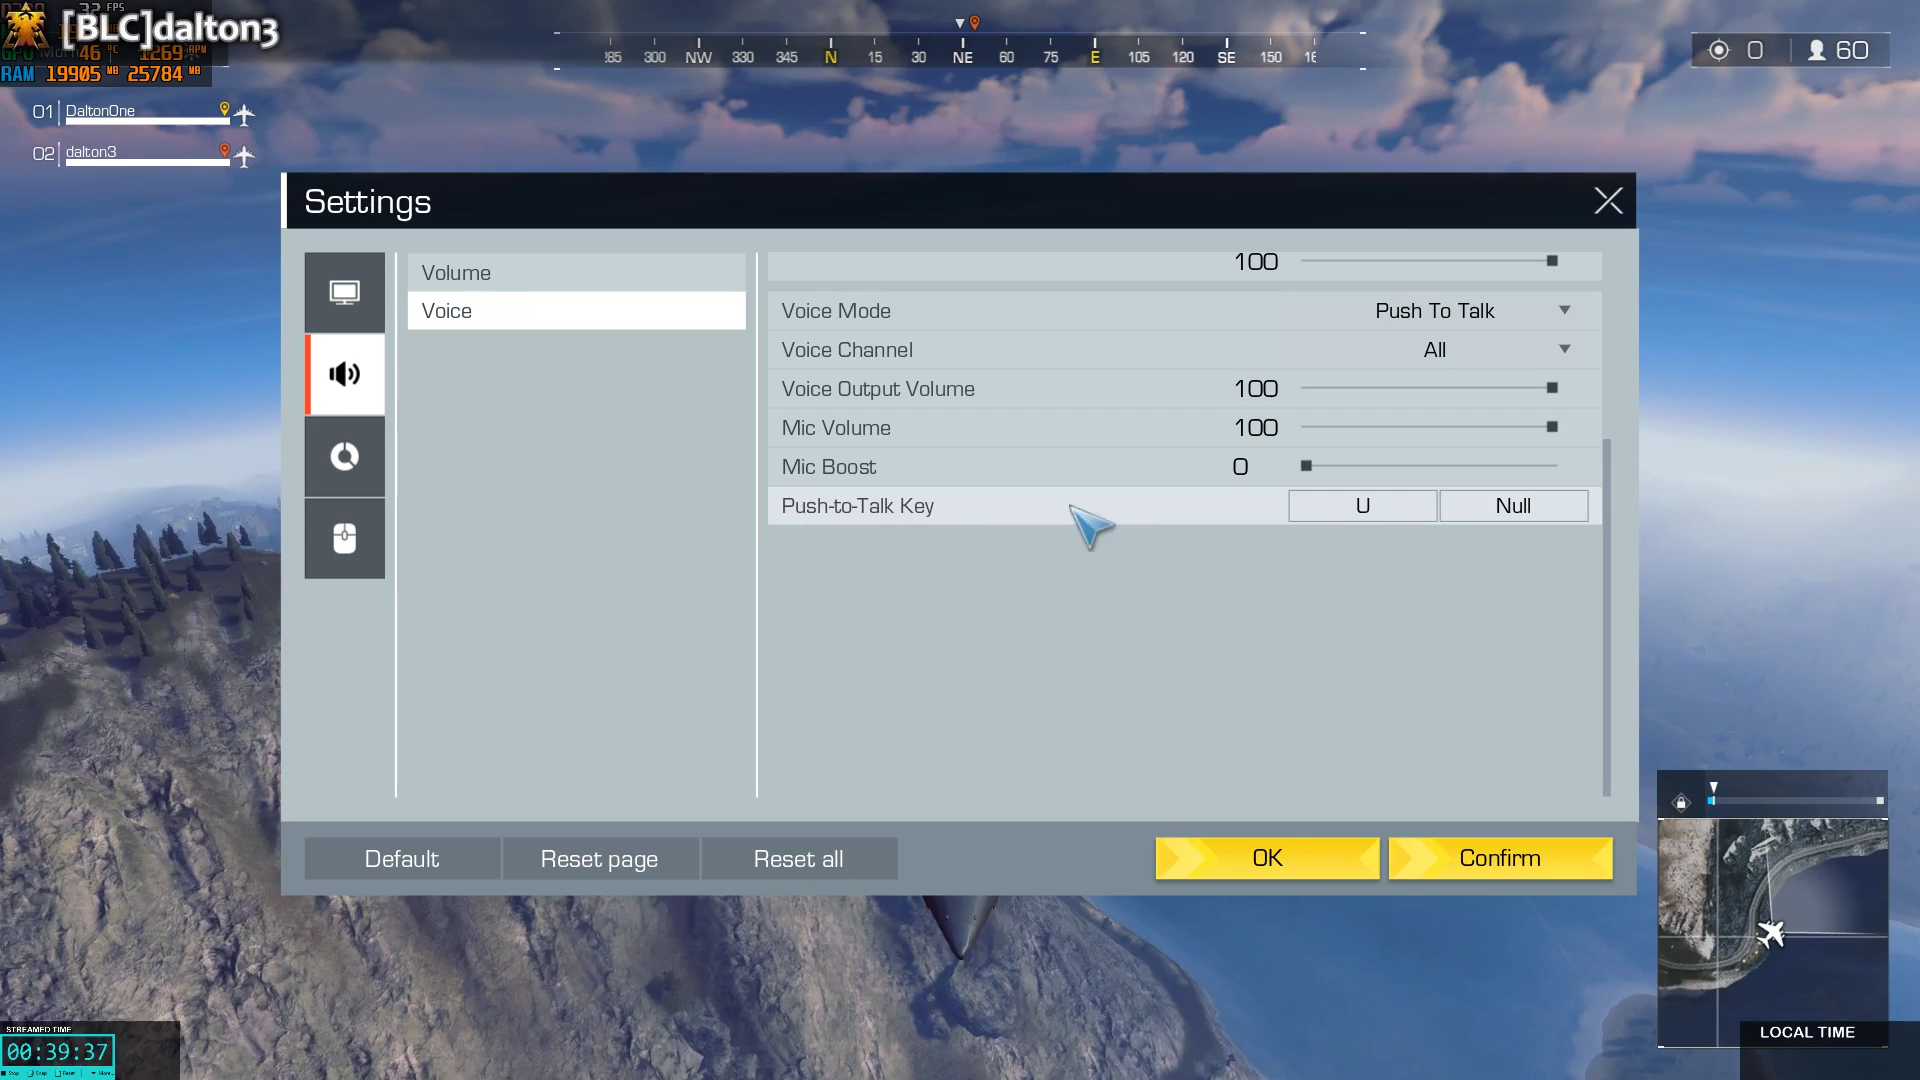 [BLC]dalton3
46 °C 1269 RPM
RAM 19905 MB 25784 MB
285 300 NW 330 345 N 15 30 NE 60 75 E 105 120 SE 150
0 60
01 DaltonOne
02 dalton3
Settings
Volume
Voice
100
Voice Mode Push To Talk
Voice Channel All
Voice Output Volume 100
Mic Volume 100
Mic Boost 0
Push-to-Talk Key U Null
Default Reset page Reset all OK Confirm
STREAMED TIME
00:39:37
LOCAL TIME